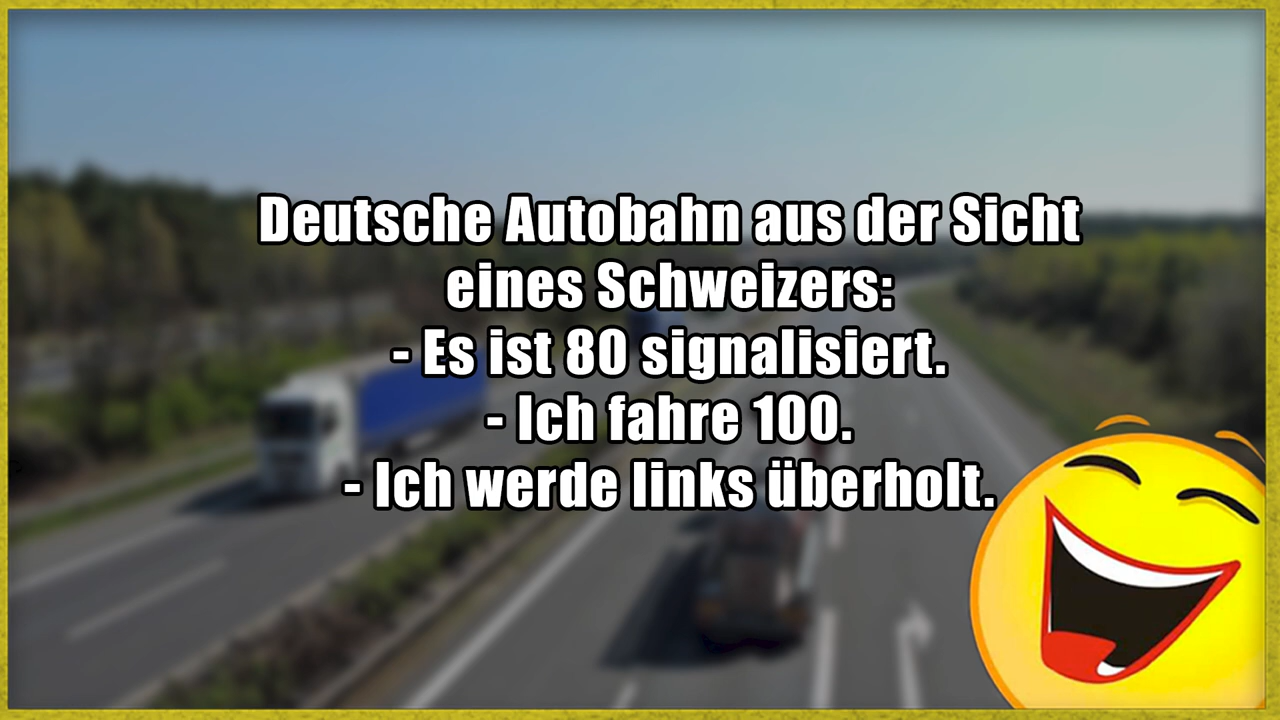 Deutsche Autobahn aus der Sicht
eines Schweizers:
- Es ist 80 signalisiert.
- Ich fahre 100.
- Ich werde links überholt.